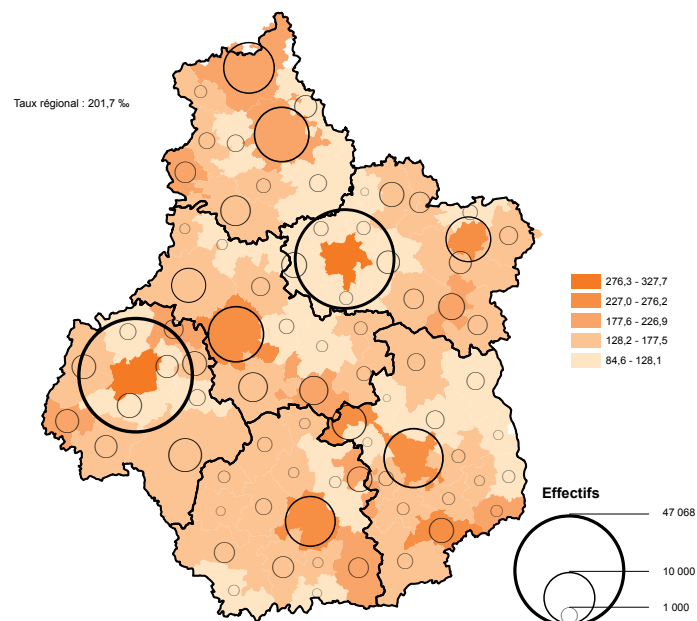 Taux régional : 201,7 ‰
276,3 - 327,7
227,0 - 276,2
177,6 - 226,9
128,2 - 177,5
84,6 - 128,1
Effectifs
47 068
10 000
1 000